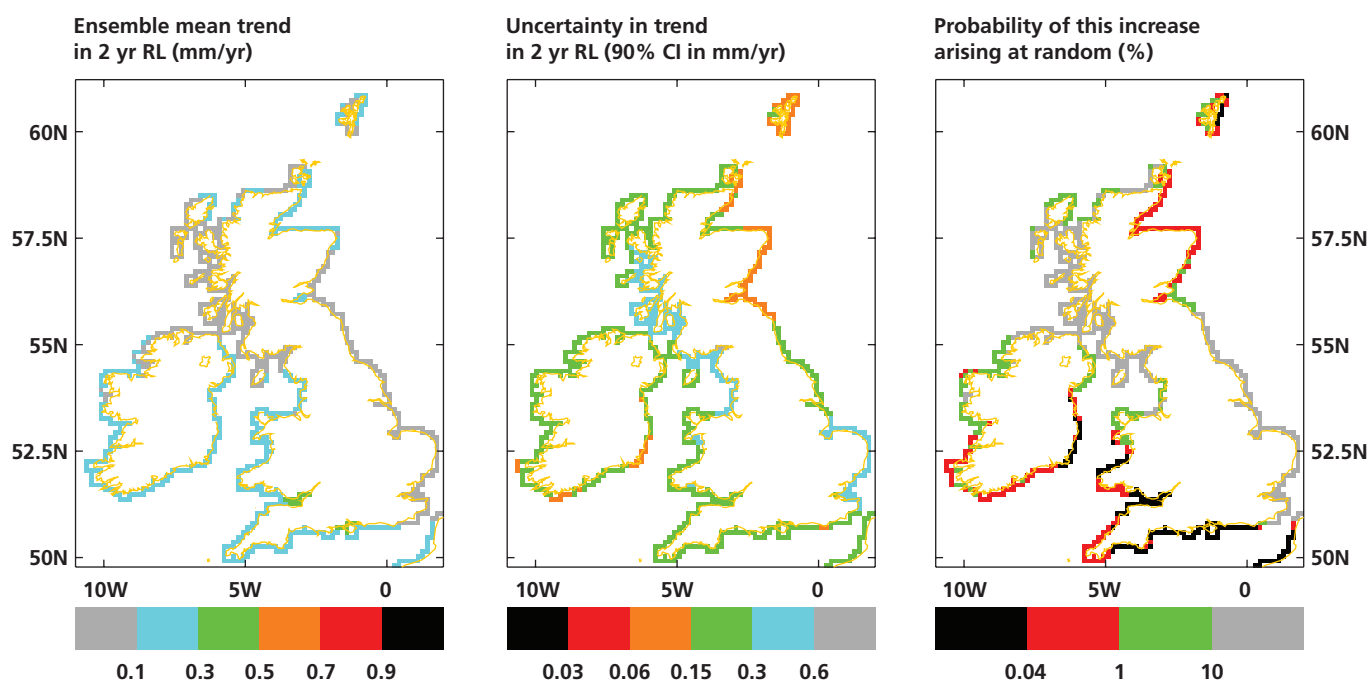 Ensemble mean trend
in 2 yr RL (mm/yr)
Uncertainty in trend
in 2 yr RL (90% CI in mm/yr)
Probability of this increase
arising at random (%)
60N
57.5N
55N
52.5N
50N
60N
57.5N
55N
52.5N
50N
10W 5W 0
10W 5W 0
10W 5W 0
0.1 0.3 0.5 0.7 0.9
0.03 0.06 0.15 0.3 0.6
0.04 1 10